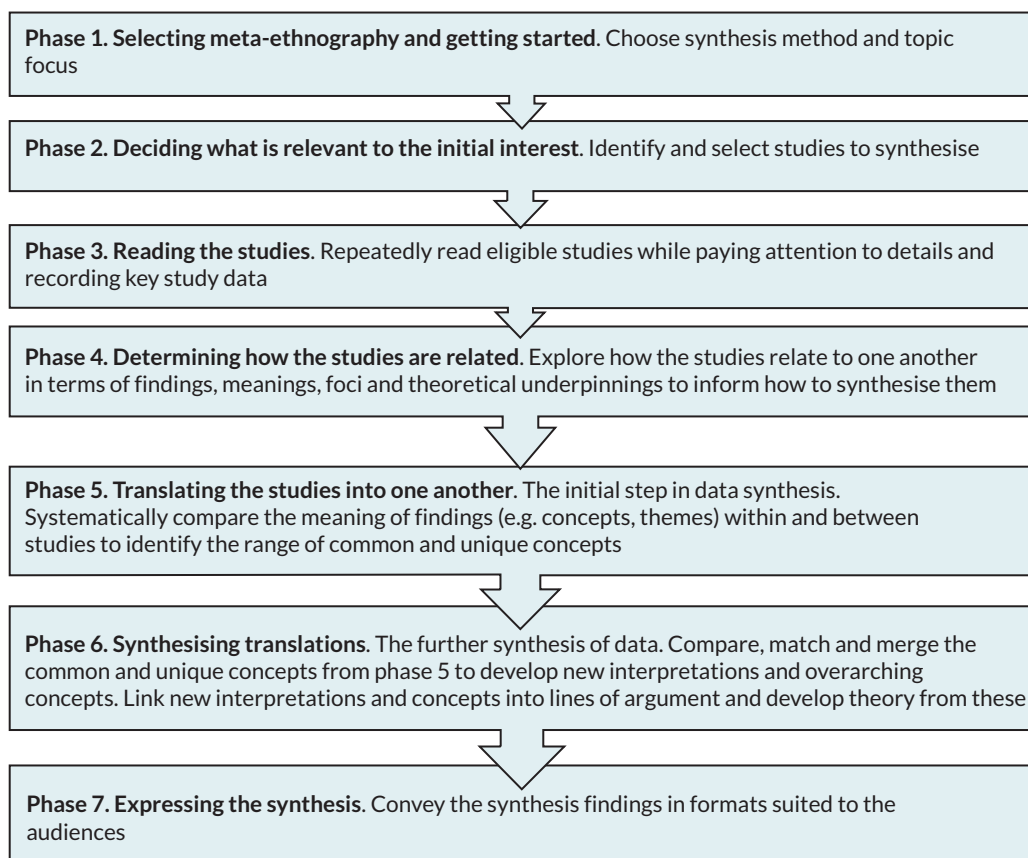 Phase 1. Selecting meta-ethnography and getting started. Choose synthesis method and topic
focus
Phase 2. Deciding what is relevant to the initial interest. Identify and select studies to synthesise
Phase 3. Reading the studies. Repeatedly read eligible studies while paying attention to details and
recording key study data
Phase 4. Determining how the studies are related. Explore how the studies relate to one another
in terms of findings, meanings, foci and theoretical underpinnings to inform how to synthesise them
Phase 5. Translating the studies into one another. The initial step in data synthesis.
Systematically compare the meaning of findings (e.g. concepts, themes) within and between
studies to identify the range of common and unique concepts
Phase 6. Synthesising translations. The further synthesis of data. Compare, match and merge the
common and unique concepts from phase 5 to develop new interpretations and overarching
concepts. Link new interpretations and concepts into lines of argument and develop theory from these
Phase 7. Expressing the synthesis. Convey the synthesis findings in formats suited to the
audiences